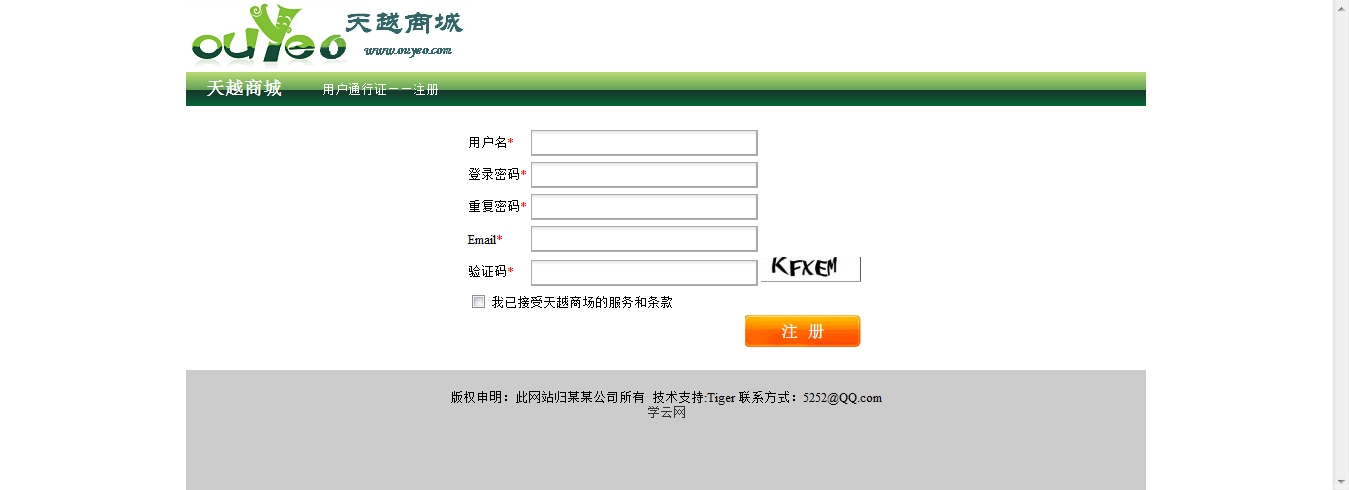 ouyeo 天越商城
www.ouyeo.com
天越商城 用户通行证－－注册
用户名*
登录密码*
重复密码*
Email*
验证码* KFXEM
我已接受天越商场的服务和条款
注 册
版权申明：此网站归某某公司所有 技术支持:Tiger 联系方式：5252@QQ.com
学云网